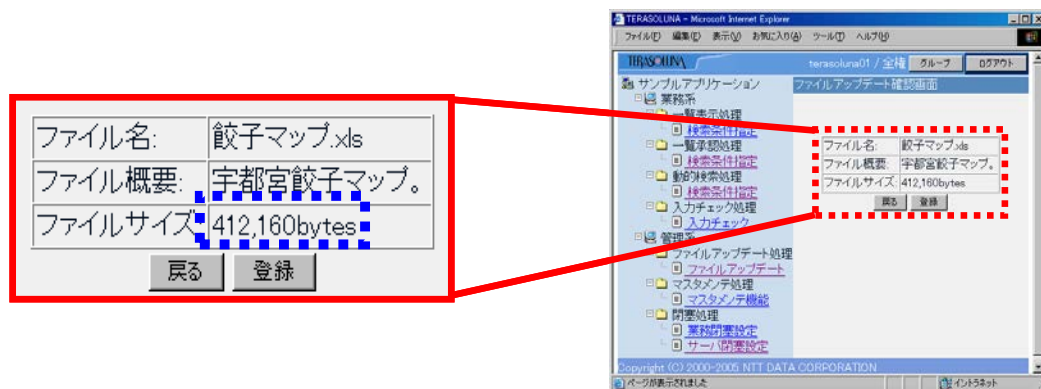 ファイル名: 餃子マップ.xls
ファイル概要: 宇都宮餃子マップ。
ファイルサイズ: 412,160bytes
戻る 登録
TERASOLUNA - Microsoft Internet Explorer
ファイル(F) 編集(E) 表示(V) お気に入り(A) ツール(T) ヘルプ(H)
TERASOLUNA terasoluna01 / 全権 グループ ログアウト
サンプルアプリケーション
ファイルアップデート確認画面
業務系
一覧表示処理
検索条件指定
一覧承認処理
検索条件指定
動的検索処理
検索条件指定
入力チェック処理
入力チェック
管理系
ファイルアップデート処理
ファイルアップデート
マスタメンテ処理
マスタメンテ機能
閉塞処理
業務閉塞設定
サーバ閉塞設定
ファイル名: 餃子マップ.xls
ファイル概要: 宇都宮餃子マップ。
ファイルサイズ: 412,160bytes
戻る 登録
Copyright (C) 2000-2005 NTT DATA CORPORATION
ページが表示されました
イントラネット